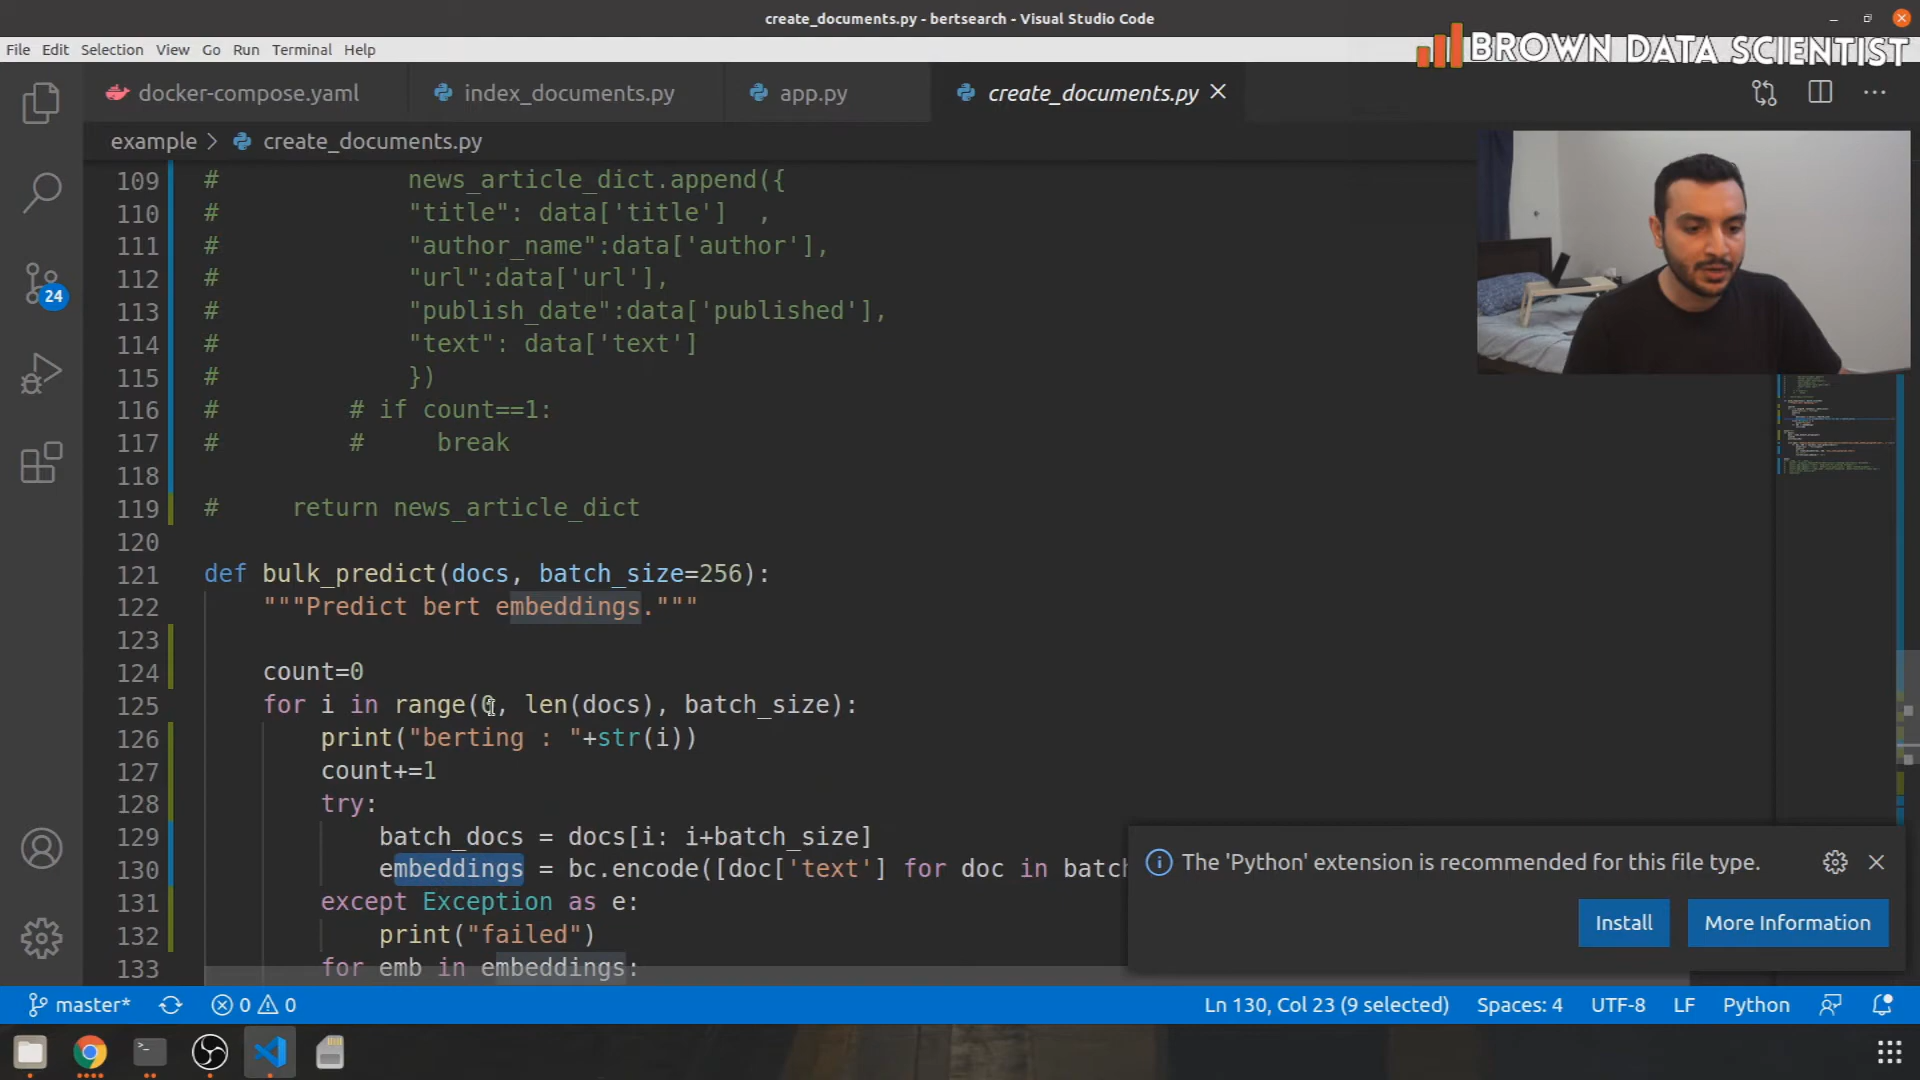 create_documents.py - bertsearch - Visual Studio Code
File Edit Selection View Go Run Terminal Help
BROWN DATA SCIENTIST
docker-compose.yaml index_documents.py app.py create_documents.py
example > create_documents.py
109 # news_article_dict.append({
110 # "title": data['title'] ,
111 # "author_name":data['author'],
112 # "url":data['url'],
113 # "publish_date":data['published'],
114 # "text": data['text']
115 # })
116 # # if count==1:
117 # # break
118
119 # return news_article_dict
120
121 def bulk_predict(docs, batch_size=256):
122 """Predict bert embeddings."""
123
124 count=0
125 for i in range(0, len(docs), batch_size):
126 print("berting : "+str(i))
127 count+=1
128 try:
129 batch_docs = docs[i: i+batch_size]
130 embeddings = bc.encode([doc['text'] for doc in batch
131 except Exception as e:
132 print("failed")
133 for emb in embeddings:
24
The 'Python' extension is recommended for this file type.
Install More Information
master* 0 0 Ln 130, Col 23 (9 selected) Spaces: 4 UTF-8 LF Python